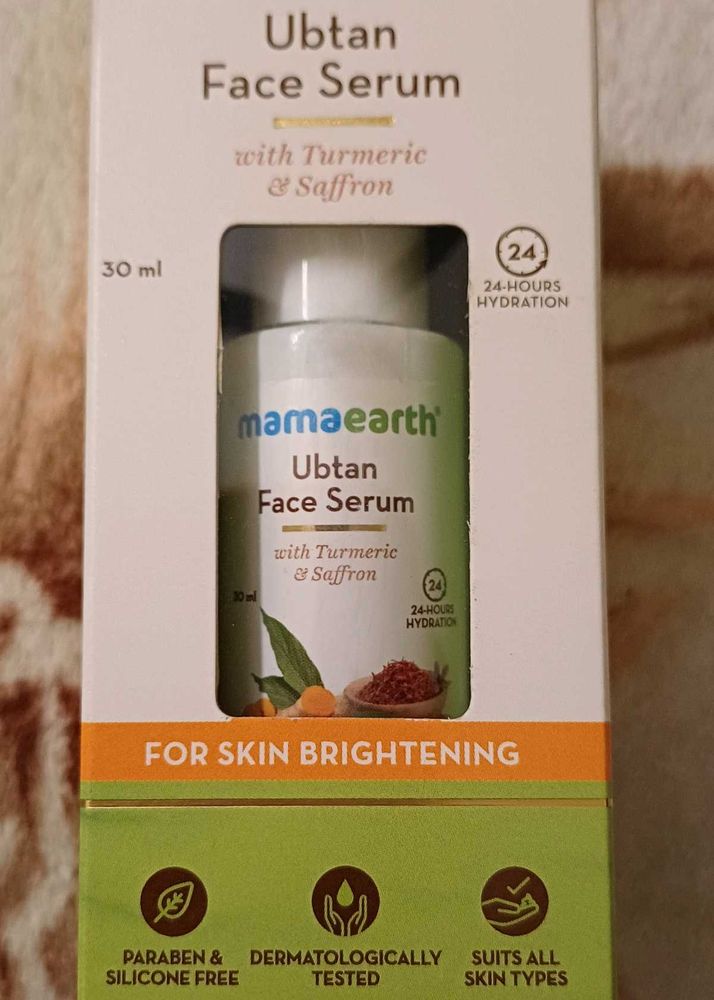 Ubtan
Face Serum
with Turmeric
& Saffron
30 ml
24
24-HOURS
HYDRATION
mamaearth®
Ubtan
Face Serum
with Turmeric
& Saffron
30 ml
24
24-HOURS
HYDRATION
FOR SKIN BRIGHTENING
PARABEN &
SILICONE FREE
DERMATOLOGICALLY
TESTED
SUITS ALL
SKIN TYPES